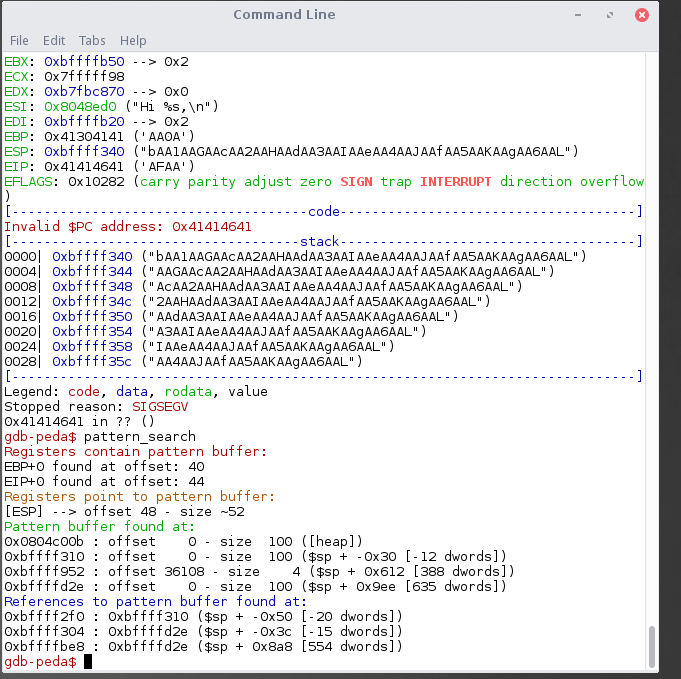 Command Line
File Edit Tabs Help
EBX: 0xbffffb50 --> 0x2
ECX: 0x7fffff98
EDX: 0xb7fbc870 --> 0x0
ESI: 0x8048ed0 ("Hi %s,\n")
EDI: 0xbffffb20 --> 0x2
EBP: 0x41304141 ('AA0A')
ESP: 0xbffff340 ("bAA1AAGAAcAA2AAHAAdAA3AAIAAeAA4AAJAAfAA5AAKAAgAA6AAL")
EIP: 0x41414641 ('AFAA')
EFLAGS: 0x10282 (carry parity adjust zero SIGN trap INTERRUPT direction overflow
)
[-------------------------------------code-------------------------------------]
Invalid $PC address: 0x41414641
[------------------------------------stack-------------------------------------]
0000| 0xbffff340 ("bAA1AAGAAcAA2AAHAAdAA3AAIAAeAA4AAJAAfAA5AAKAAgAA6AAL")
0004| 0xbffff344 ("AAGAAcAA2AAHAAdAA3AAIAAeAA4AAJAAfAA5AAKAAgAA6AAL")
0008| 0xbffff348 ("AcAA2AAHAAdAA3AAIAAeAA4AAJAAfAA5AAKAAgAA6AAL")
0012| 0xbffff34c ("2AAHAAdAA3AAIAAeAA4AAJAAfAA5AAKAAgAA6AAL")
0016| 0xbffff350 ("AAdAA3AAIAAeAA4AAJAAfAA5AAKAAgAA6AAL")
0020| 0xbffff354 ("A3AAIAAeAA4AAJAAfAA5AAKAAgAA6AAL")
0024| 0xbffff358 ("IAAeAA4AAJAAfAA5AAKAAgAA6AAL")
0028| 0xbffff35c ("AA4AAJAAfAA5AAKAAgAA6AAL")
[------------------------------------------------------------------------------]
Legend: code, data, rodata, value
Stopped reason: SIGSEGV
0x41414641 in ?? ()
gdb-peda$ pattern_search
Registers contain pattern buffer:
EBP+0 found at offset: 40
EIP+0 found at offset: 44
Registers point to pattern buffer:
[ESP] --> offset 48 - size ~52
Pattern buffer found at:
0x0804c00b : offset    0 - size  100 ([heap])
0xbffff310 : offset    0 - size  100 ($sp + -0x30 [-12 dwords])
0xbffff952 : offset 36108 - size    4 ($sp + 0x612 [388 dwords])
0xbffffd2e : offset    0 - size  100 ($sp + 0x9ee [635 dwords])
References to pattern buffer found at:
0xbffff2f0 : 0xbffff310 ($sp + -0x50 [-20 dwords])
0xbffff304 : 0xbffffd2e ($sp + -0x3c [-15 dwords])
0xbffffbe8 : 0xbffffd2e ($sp + 0x8a8 [554 dwords])
gdb-peda$